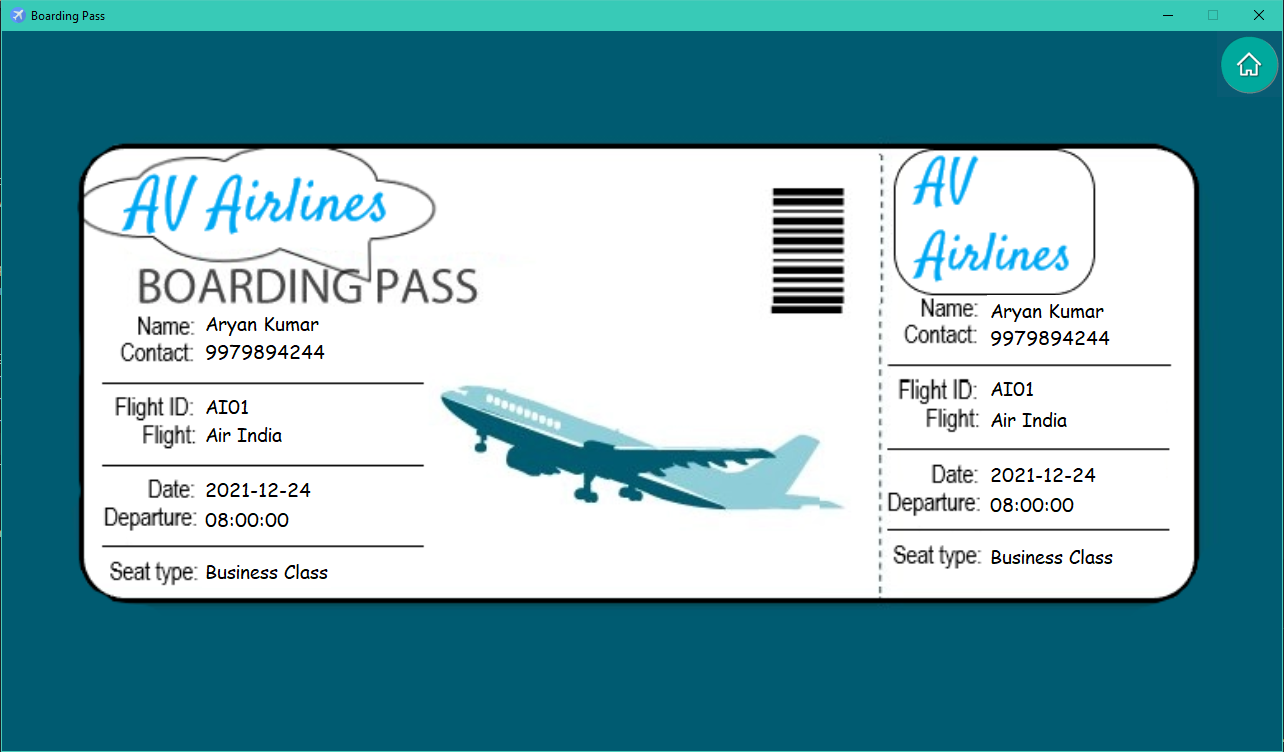 Boarding Pass
AV Airlines
BOARDING PASS
Name: Aryan Kumar
Contact: 9979894244
Flight ID: AI01
Flight: Air India
Date: 2021-12-24
Departure: 08:00:00
Seat type: Business Class
AV
Airlines
Name: Aryan Kumar
Contact: 9979894244
Flight ID: AI01
Flight: Air India
Date: 2021-12-24
Departure: 08:00:00
Seat type: Business Class